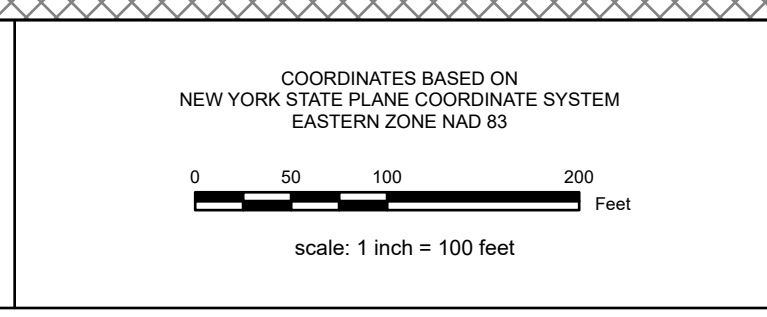 COORDINATES BASED ON
NEW YORK STATE PLANE COORDINATE SYSTEM
EASTERN ZONE NAD 83
0 50 100 200
Feet
scale: 1 inch = 100 feet